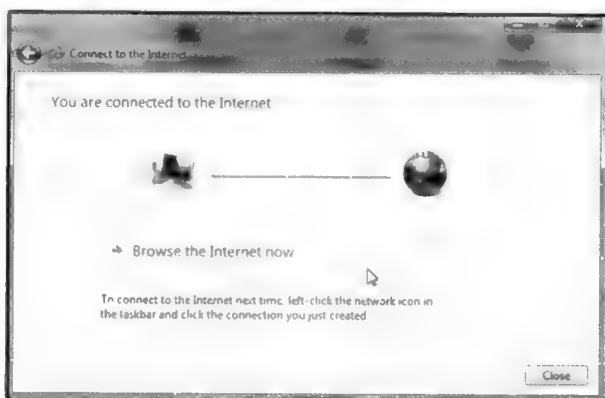 Connect to the Internet
You are connected to the Internet
Browse the Internet now
To connect to the Internet next time, left-click the network icon in
the taskbar and click the connection you just created
Close